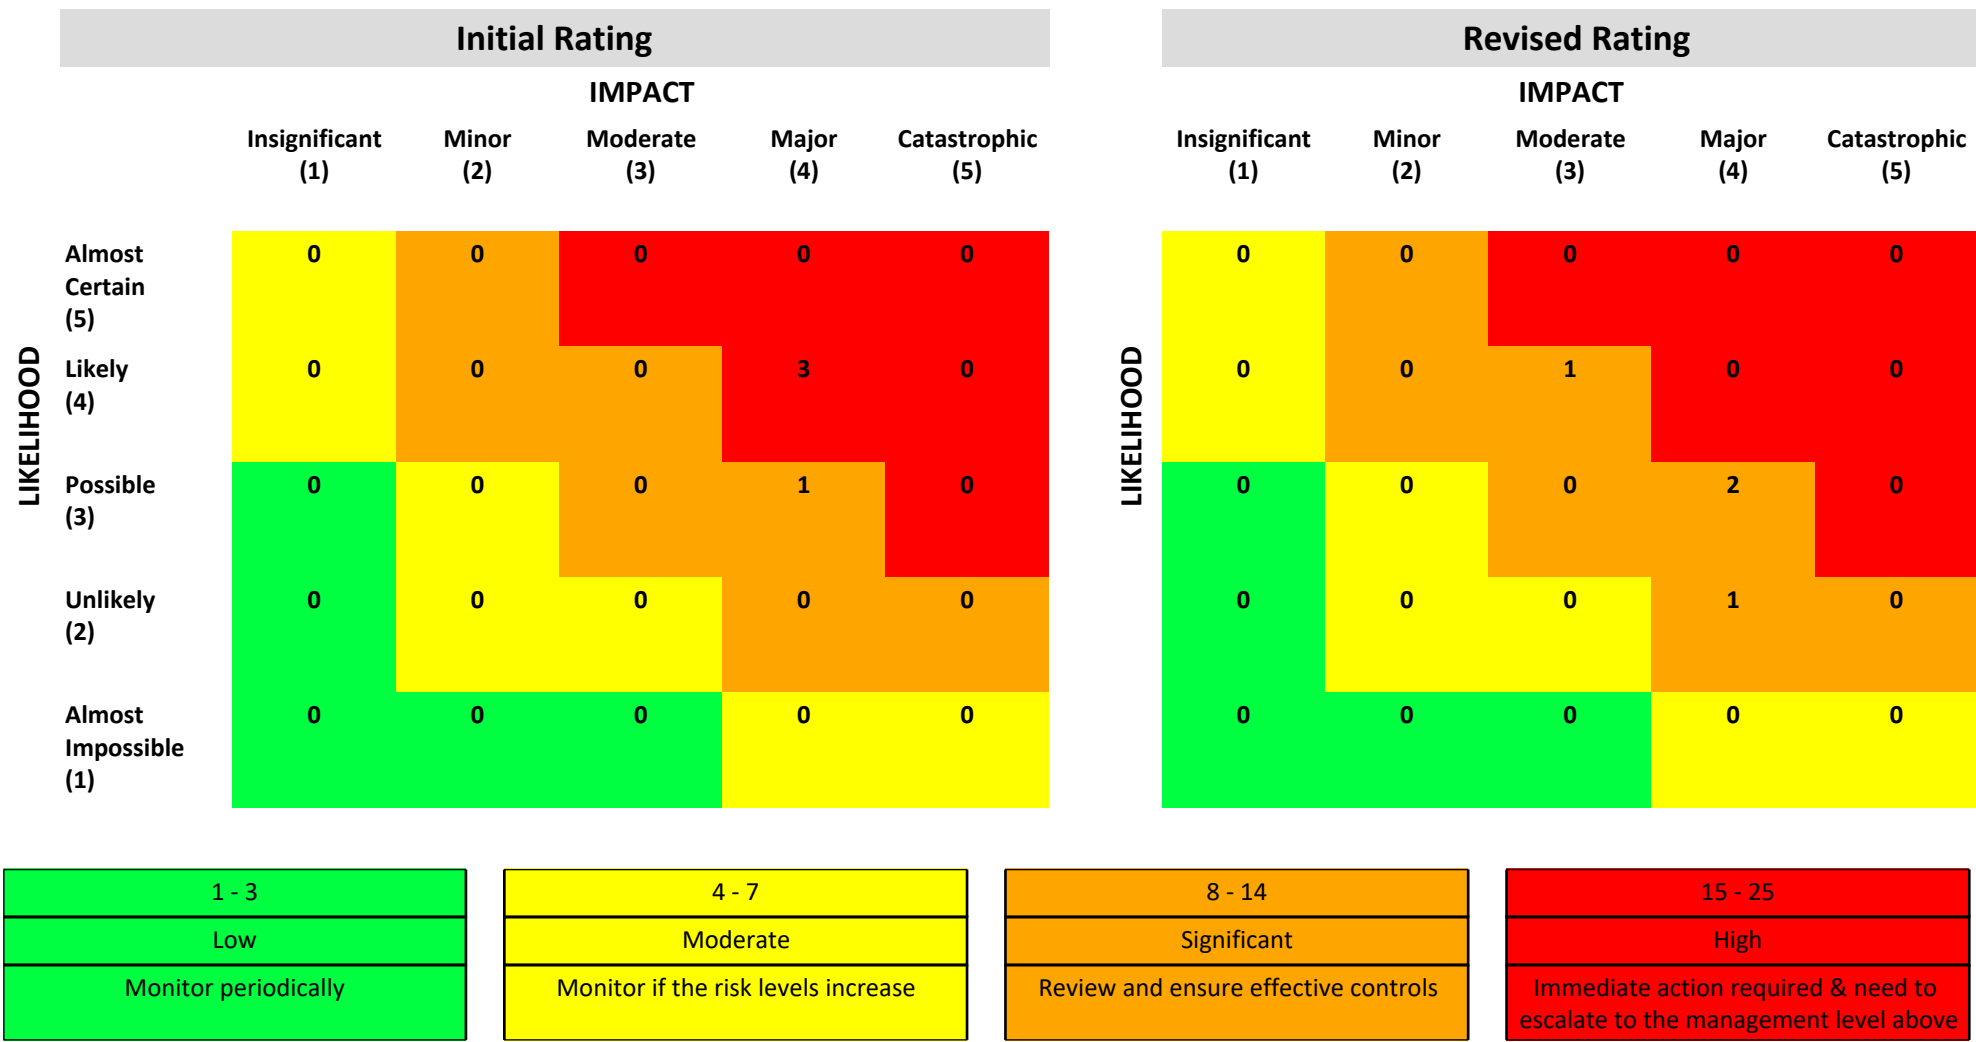 Initial Rating
IMPACT
Insignificant Minor Moderate Major Catastrophic
(1) (2) (3) (4) (5)
LIKELIHOOD
Almost 0 0 0 0 0
Certain
(5)
Likely 0 0 0 3 0
(4)
Possible 0 0 0 1 0
(3)
Unlikely 0 0 0 0 0
(2)
Almost 0 0 0 0 0
Impossible
(1)
Revised Rating
IMPACT
Insignificant Minor Moderate Major Catastrophic
(1) (2) (3) (4) (5)
LIKELIHOOD
0 0 0 0 0
0 0 1 0 0
0 0 0 2 0
0 0 0 1 0
0 0 0 0 0
1 - 3
Low
Monitor periodically
4 - 7
Moderate
Monitor if the risk levels increase
8 - 14
Significant
Review and ensure effective controls
15 - 25
High
Immediate action required & need to
escalate to the management level above